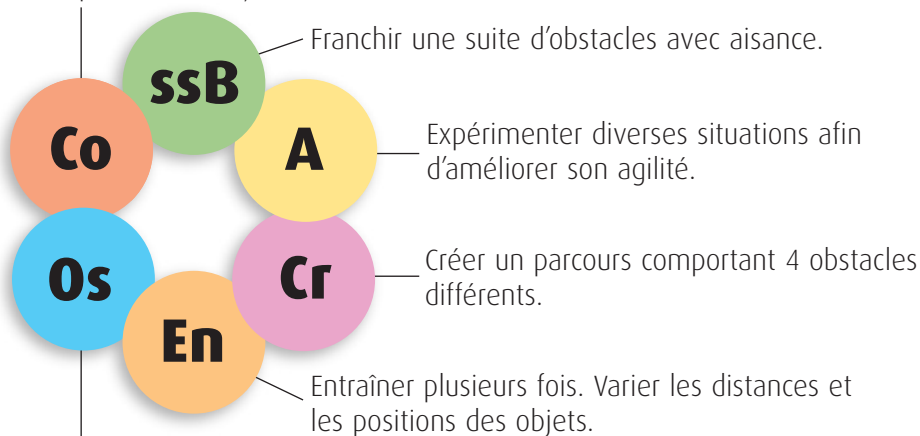 ssB
Franchir une suite d’obstacles avec aisance.
Co
A
Expérimenter diverses situations afin
d’améliorer son agilité.
Os
Cr
Créer un parcours comportant 4 obstacles
différents.
En
Entraîner plusieurs fois. Varier les distances et
les positions des objets.